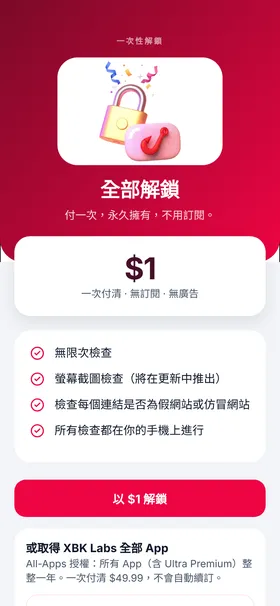 一次性解鎖
全部解鎖
付一次，永久擁有，不用訂閱。
$1
一次付清 · 無訂閱 · 無廣告
無限次檢查
螢幕截圖檢查（將在更新中推出）
檢查每個連結是否為假網站或仿冒網站
所有檢查都在你的手機上進行
以 $1 解鎖
或取得 XBK Labs 全部 App
All-Apps 授權：所有 App（含 Ultra Premium）整
整一年。一次付清 $49.99，不會自動續訂。